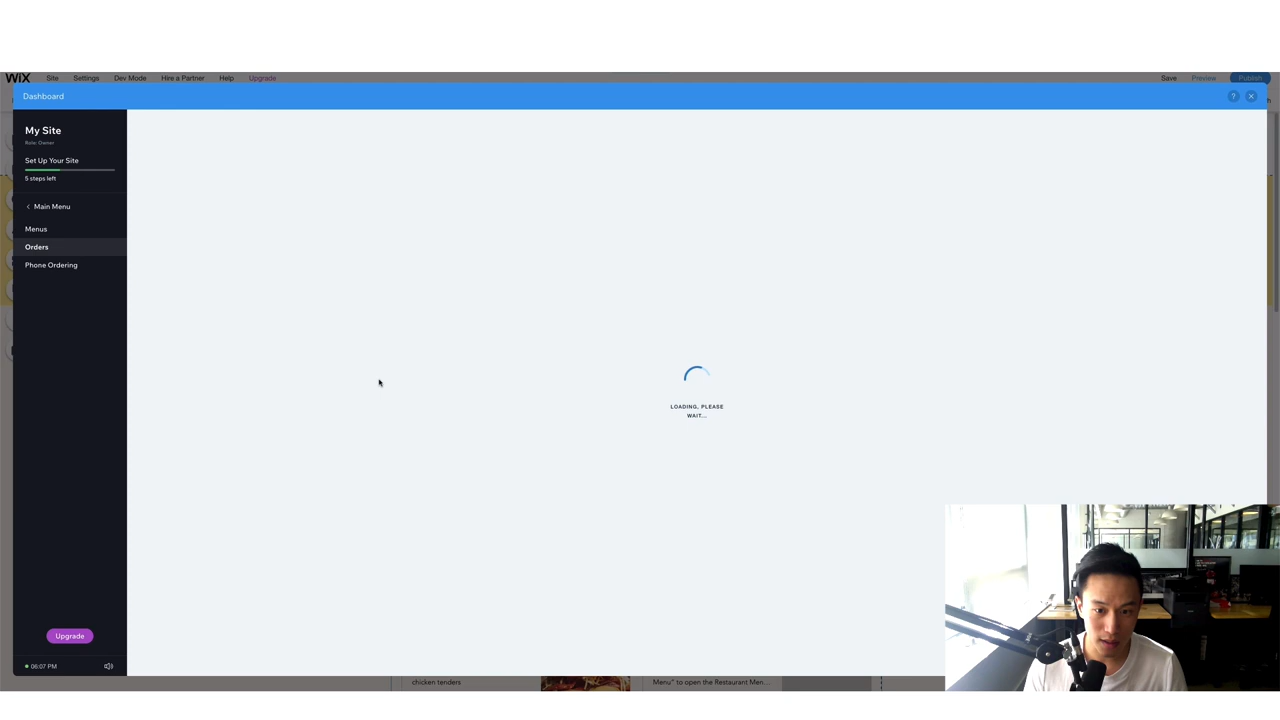 WiX
Site
Settings
Dev Mode
Hire a Partner
Help
Upgrade
Save
Preview
Publish
Dashboard
?
My Site
Role: Owner
Set Up Your Site
5 steps left
Main Menu
Menus
Orders
Phone Ordering
LOADING, PLEASE
WAIT...
Upgrade
06:07 PM
chicken tenders
Menu" to open the Restaurant Men...